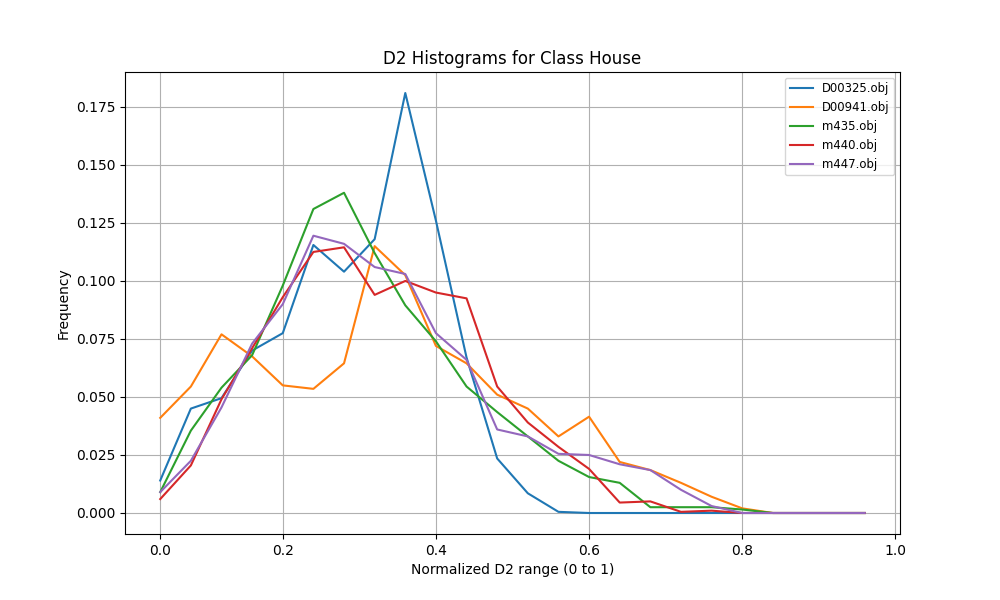 D2 Histograms for Class House
D00325.obj
D00941.obj
m435.obj
m440.obj
m447.obj
Frequency
0.175
0.150
0.125
0.100
0.075
0.050
0.025
0.000
0.0 0.2 0.4 0.6 0.8 1.0
Normalized D2 range (0 to 1)